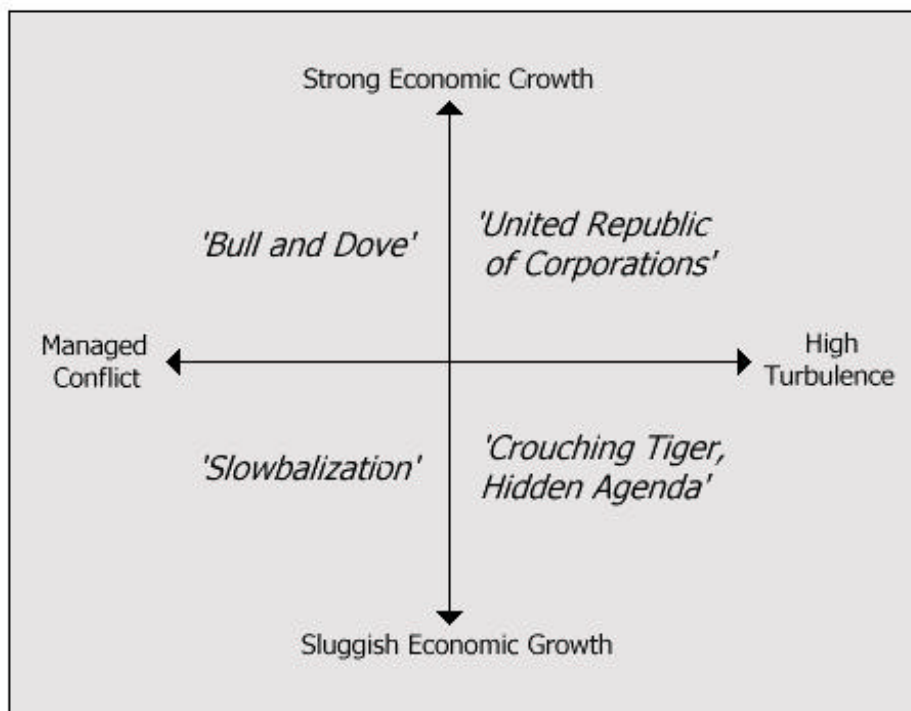 Strong Economic Growth
'Bull and Dove'
'United Republic
of Corporations'
Managed
Conflict
High
Turbulence
'Slowbalization'
'Crouching Tiger,
Hidden Agenda'
Sluggish Economic Growth